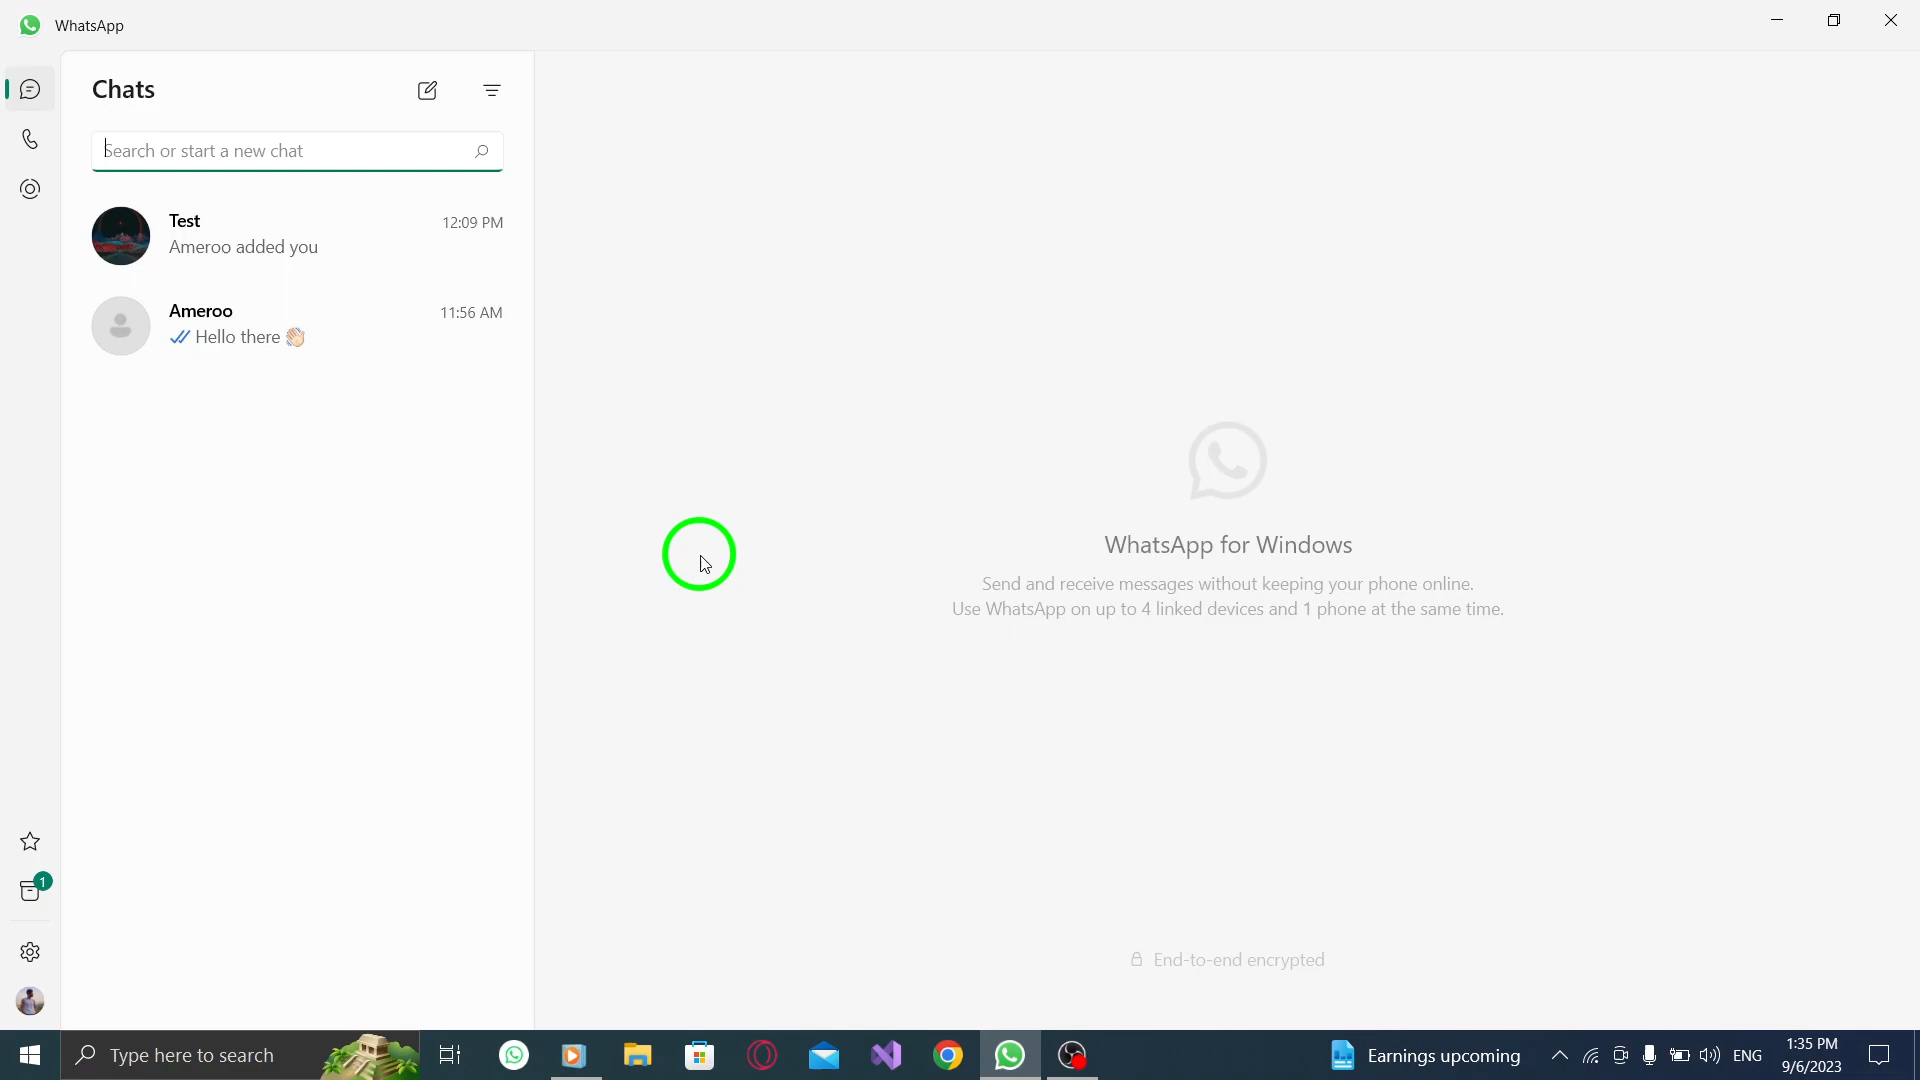 WhatsApp
Chats
Search or start a new chat
Test
12:09 PM
Ameroo added you
Ameroo
11:56 AM
Hello there 👋🏻
WhatsApp for Windows
Send and receive messages without keeping your phone online.
Use WhatsApp on up to 4 linked devices and 1 phone at the same time.
1
End-to-end encrypted
Type here to search
Earnings upcoming
ENG
1:35 PM
9/6/2023